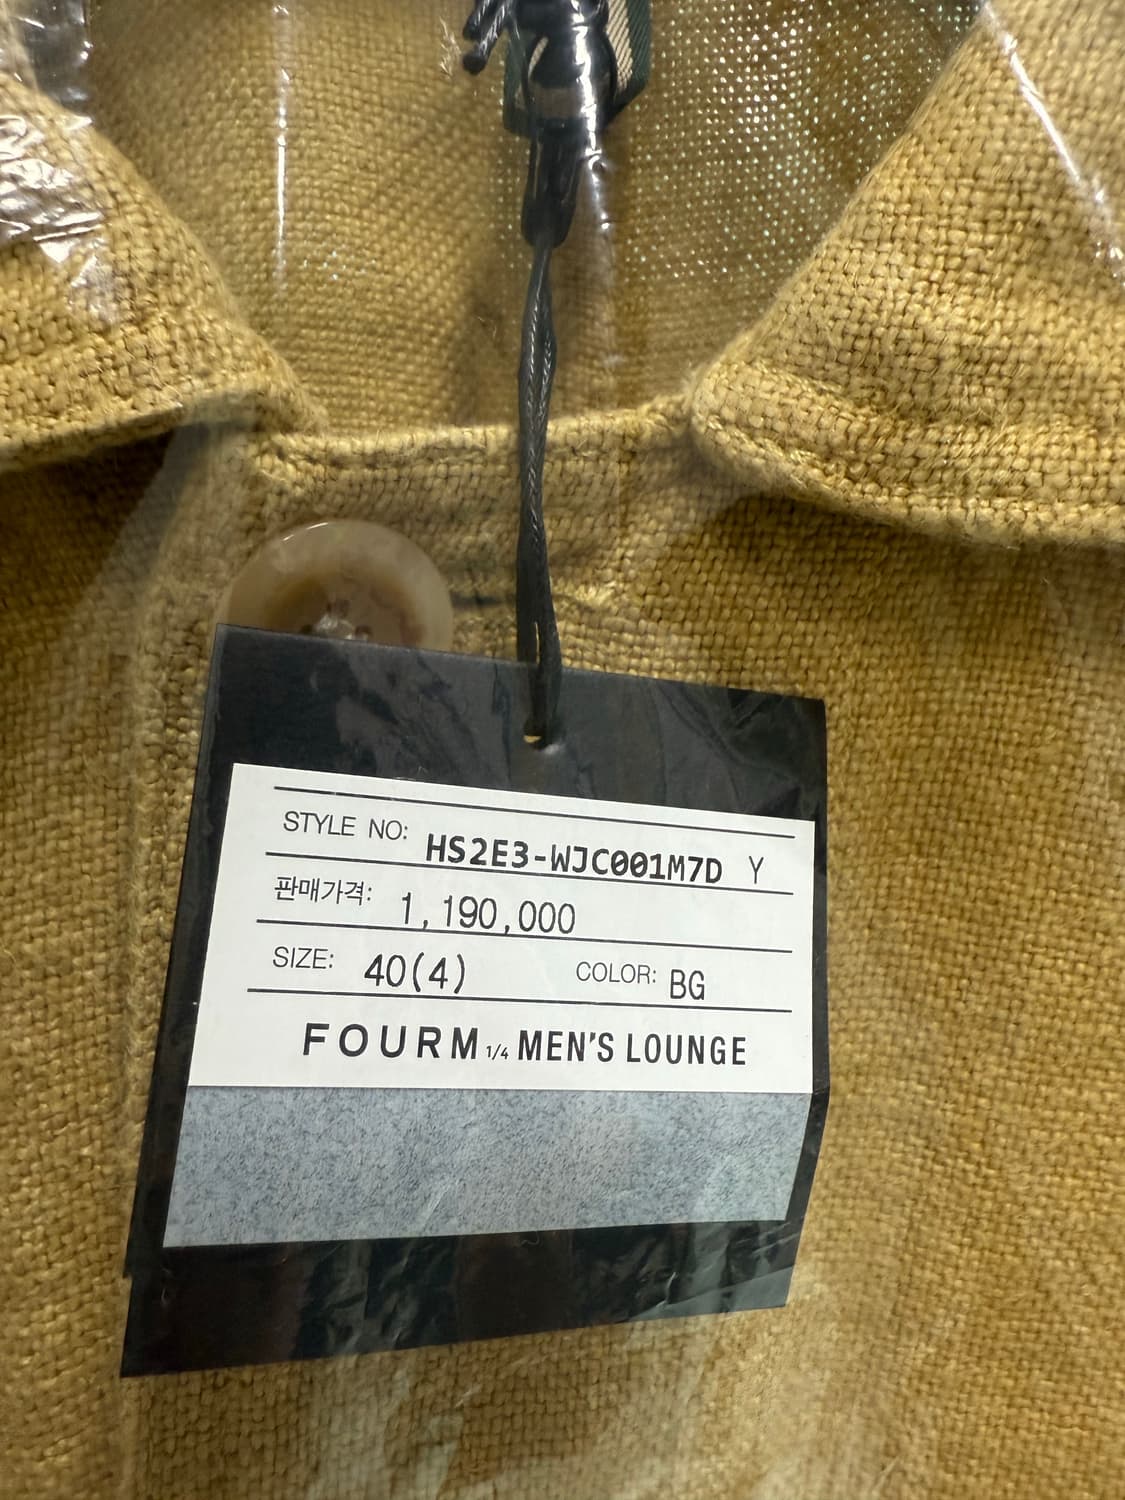 STYLE NO: HS2E3-WJC001M7D Y
판매가격: 1,190,000
SIZE: 40(4) COLOR: BG
FOURM 1/4 MEN'S LOUNGE